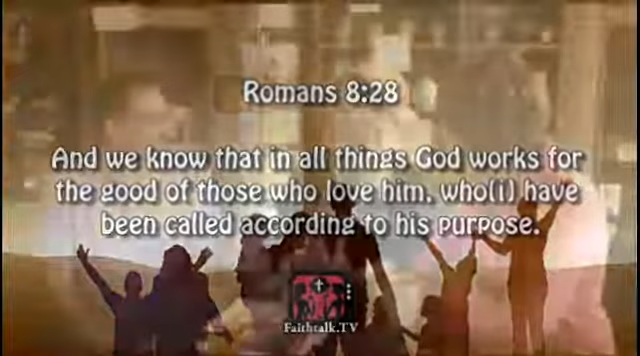 Romans 8:28
And we know that in all things God works for
the good of those who love him, who[i] have
been called according to his purpose.
Faithtalk.TV